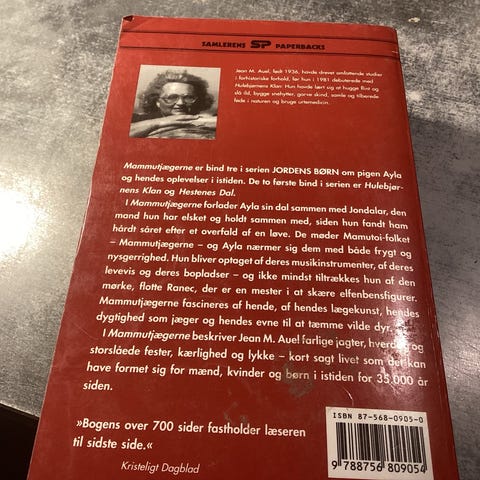 SAMLERENS SP PAPERBACKS
Jean M. Auel, født 1936, havde drevet omfattende studier
i forhistoriske forhold, før hun i 1981 debuterede med
Hulebjørnens Klan: Hun havde lært sig at hugge flint og
slå ild, bygge snehytter, garve skind, samle og tilberede
føde i naturen og bruge urtemedicin.
Mammutjægerne er bind tre i serien JORDENS BØRN om pigen Ayla
og hendes oplevelser i istiden. De to første bind i serien er Hulebjør-
nens Klan og Hestenes Dal.
I Mammutjægerne forlader Ayla sin dal sammen med Jondalar, den
mand hun har elsket og holdt sammen med, siden hun fandt ham
hårdt såret efter et overfald af en løve. De møder Mamutoi-folket
– Mammutjægerne – og Ayla nærmer sig dem med både frygt og
nysgerrighed. Hun bliver optaget af deres musikinstrumenter, af deres
levevis og deres bopladser – og ikke mindst tiltrækkes hun af den
mørke, flotte Ranec, der er en mester i at skære elfenbensfigurer.
Mammutjægerne fascineres af hende, af hendes lægekunst, hendes
dygtighed som jæger og hendes evne til at tæmme vilde dyr.
I Mammutjægerne beskriver Jean M. Auel farlige jagter, hverdag og
storslåede fester, kærlighed og lykke – kort sagt livet som det kan
have formet sig for mænd, kvinder og børn i istiden for 35.000 år
siden.
»Bogens over 700 sider fastholder læseren
til sidste side.«
Kristeligt Dagblad
ISBN 87-568-0905-0
9 788756 809054